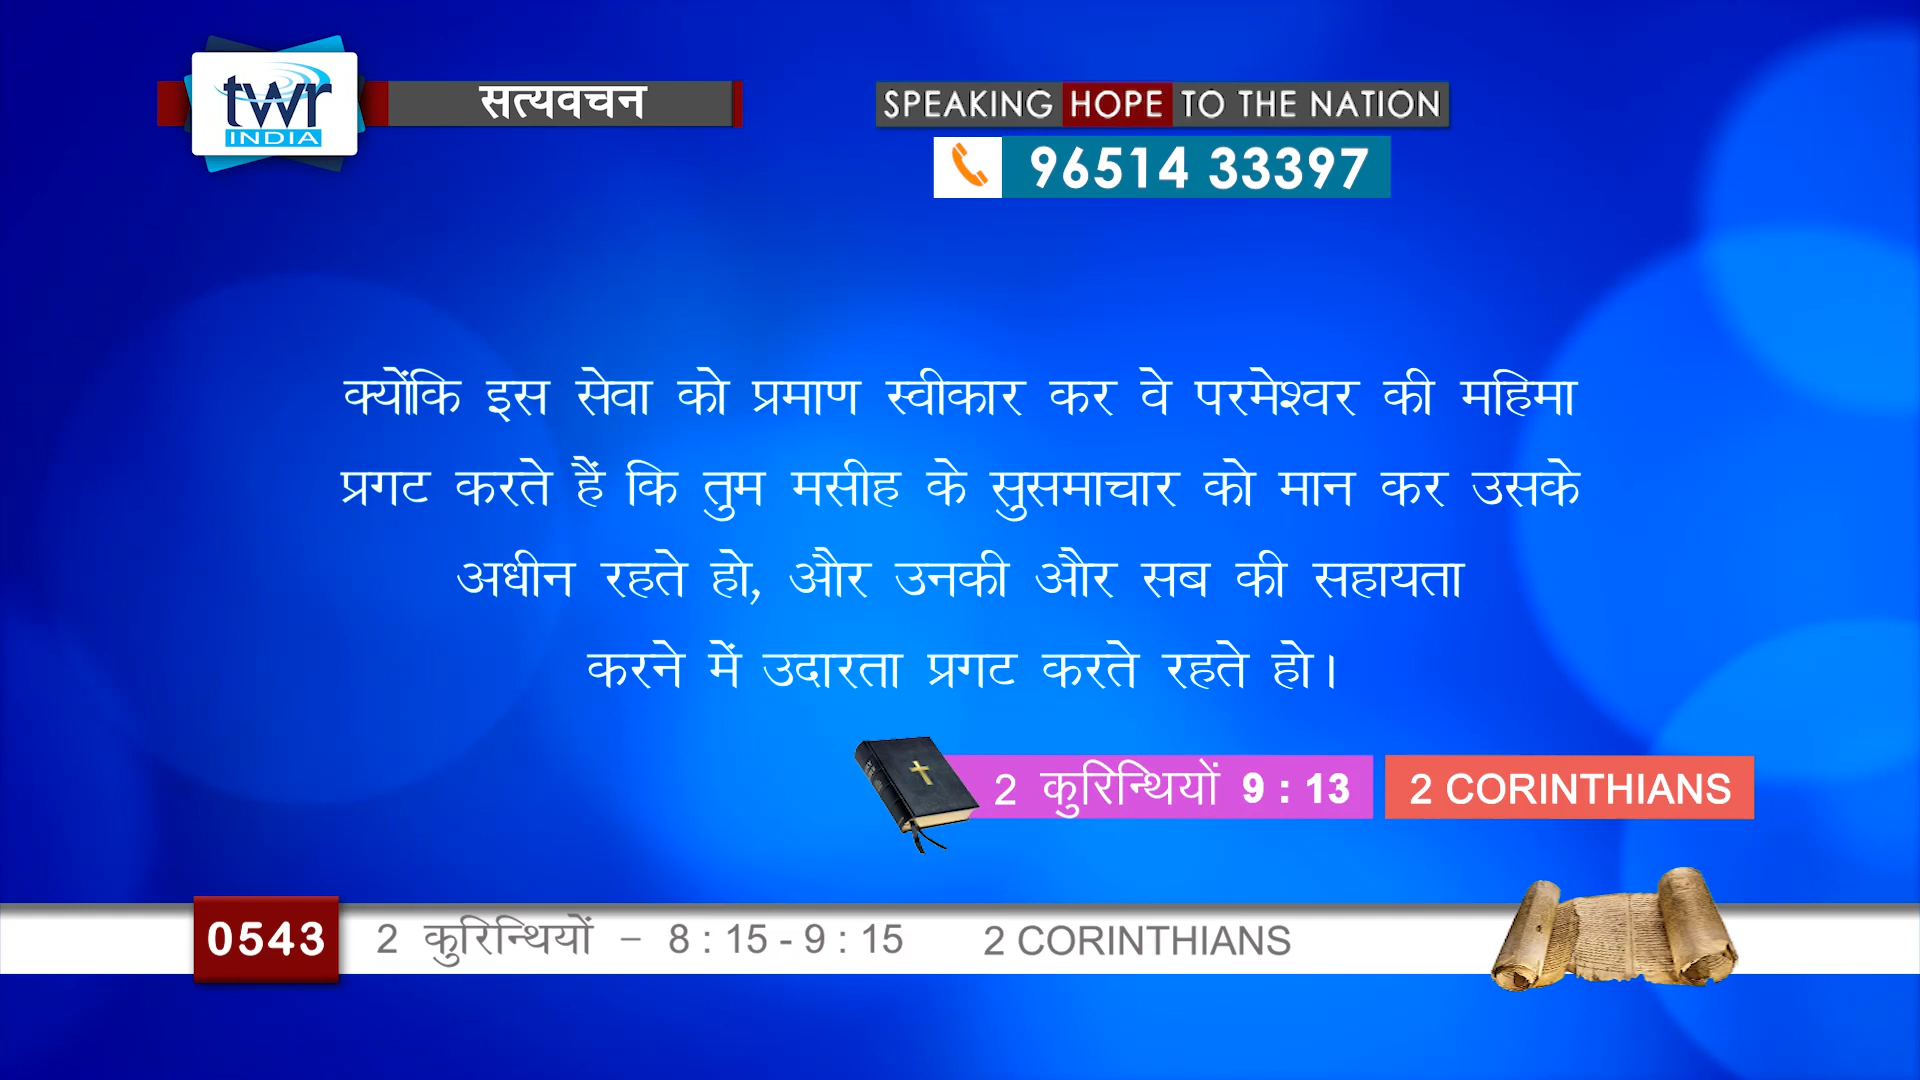 twr
INDIA
सत्यवचन
SPEAKING HOPE TO THE NATION
96514 33397
क्योंकि इस सेवा को प्रमाण स्वीकार कर वे परमेश्वर की महिमा
प्रगट करते हैं कि तुम मसीह के सुसमाचार को मान कर उसके
अधीन रहते हो, और उनकी और सब की सहायता
करने में उदारता प्रगट करते रहते हो।
2 कुरिन्थियों 9 : 13
2 CORINTHIANS
0543
2 कुरिन्थियों – 8 : 15 - 9 : 15 2 CORINTHIANS